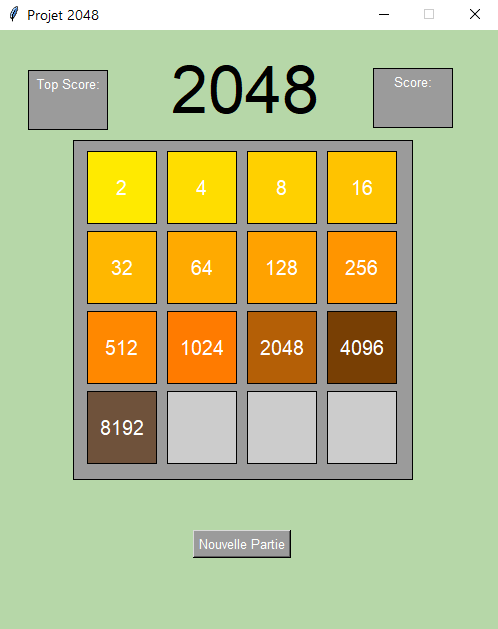 Projet 2048
Top Score:
2048
Score:
2 4 8 16
32 64 128 256
512 1024 2048 4096
8192
Nouvelle Partie